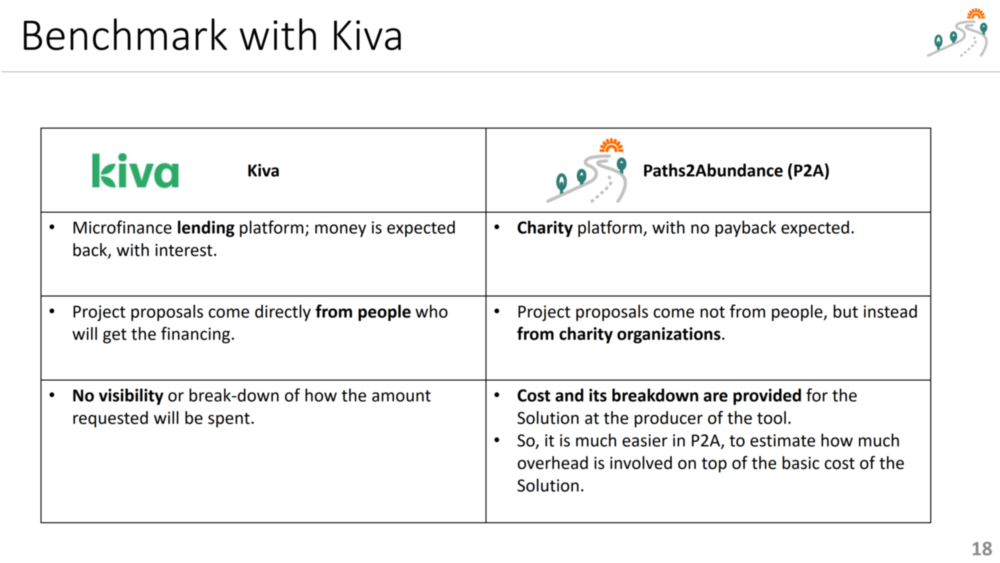 Benchmark with Kiva
kiva
Kiva
Paths2Abundance (P2A)
• Microfinance lending platform; money is expected
back, with interest.
• Charity platform, with no payback expected.
• Project proposals come directly from people who
will get the financing.
• Project proposals come not from people, but instead
from charity organizations.
• No visibility or break-down of how the amount
requested will be spent.
• Cost and its breakdown are provided for the
Solution at the producer of the tool.
• So, it is much easier in P2A, to estimate how much
overhead is involved on top of the basic cost of the
Solution.
18